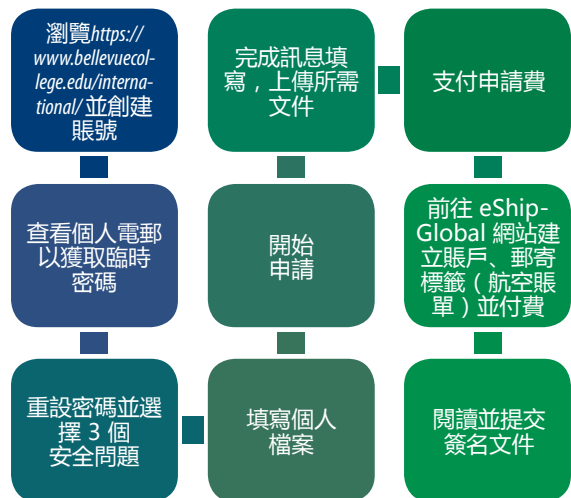 瀏覽https://
www.bellevuecol-
lege.edu/interna-
tional/ 並創建
賬號
查看個人電郵
以獲取臨時
密碼
重設密碼並選
擇 3 個
安全問題
填寫個人
檔案
開始
申請
完成訊息填
寫，上傳所需
文件
支付申請費
前往 eShip-
Global 網站建
立賬戶、郵寄
標籤（航空賬
單）並付費
閱讀並提交
簽名文件